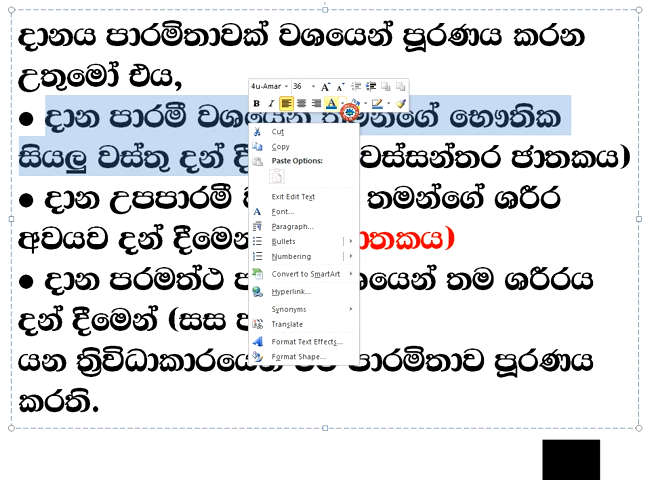 දානය පාරමිතාවක් වශයෙන් පූරණය කරන
උතුමෝ එය,
4u-Amar 36
● දාන පාරමී වශයෙන් තමන්ගේ භෞතික
සියලු වස්තු දන් වස්සන්තර ජාතකය)
● දාන උපපාරමී තමන්ගේ ශරීර
අවයව දන් දීමෙන්
● දාන පරමත්ථ තම ශරීරය
දන් දීමෙන් (සස
පාරමිතාව පූරණය
කරති.
Cut
Copy
Paste Options:
Exit Edit Text
Font...
Paragraph...
Bullets
Numbering
Convert to SmartArt
Hyperlink...
Synonyms
Translate
Format Text Effects...
Format Shape...